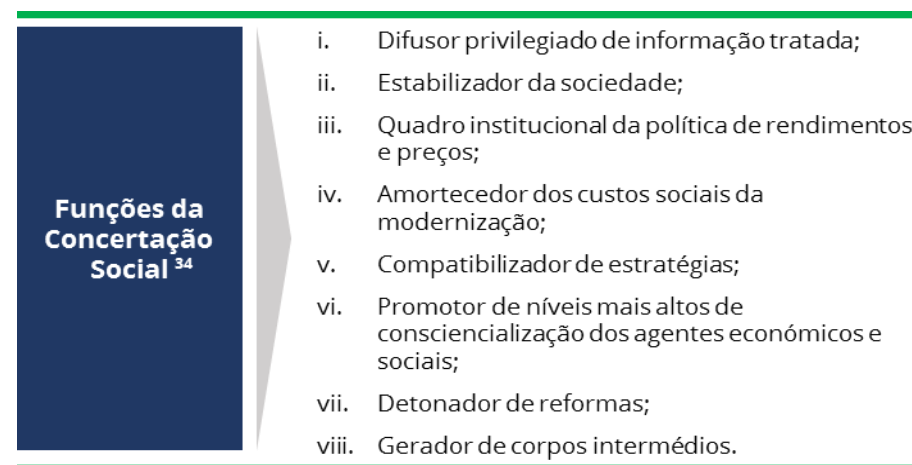 Funções da
Concertação
Social 34
i. Difusor privilegiado de informação tratada;
ii. Estabilizador da sociedade;
iii. Quadro institucional da política de rendimentos
e preços;
iv. Amortecedor dos custos sociais da
modernização;
v. Compatibilizador de estratégias;
vi. Promotor de níveis mais altos de
consciencialização dos agentes económicos e
sociais;
vii. Detonador de reformas;
viii. Gerador de corpos intermédios.